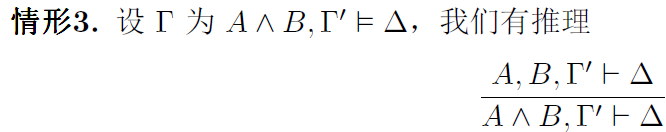 情形3. 设 Γ 为 A ∧ B, Γ′ ⊨ Δ，我们有推理
A, B, Γ′ ⊢ Δ
A ∧ B, Γ′ ⊢ Δ